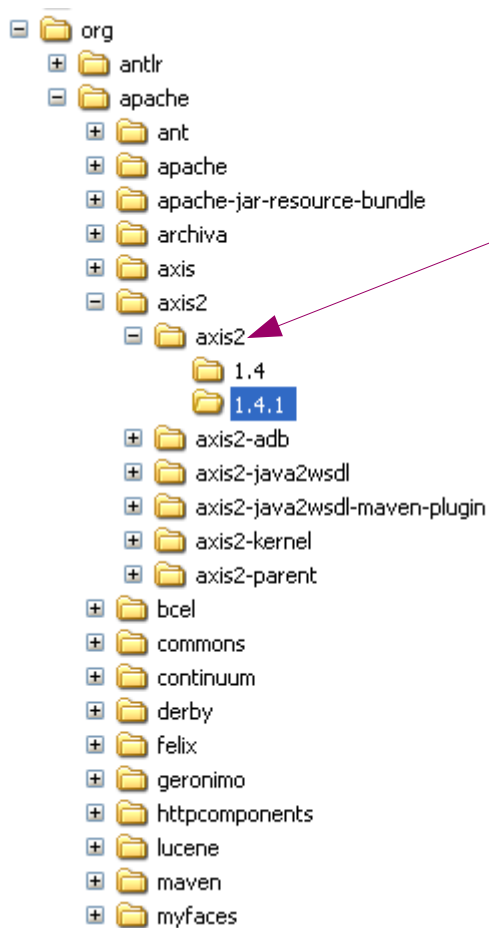 org
antlr
apache
ant
apache
apache-jar-resource-bundle
archiva
axis
axis2
axis2
1.4
1.4.1
axis2-adb
axis2-java2wsdl
axis2-java2wsdl-maven-plugin
axis2-kernel
axis2-parent
bcel
commons
continuum
derby
felix
geronimo
httpcomponents
lucene
maven
myfaces